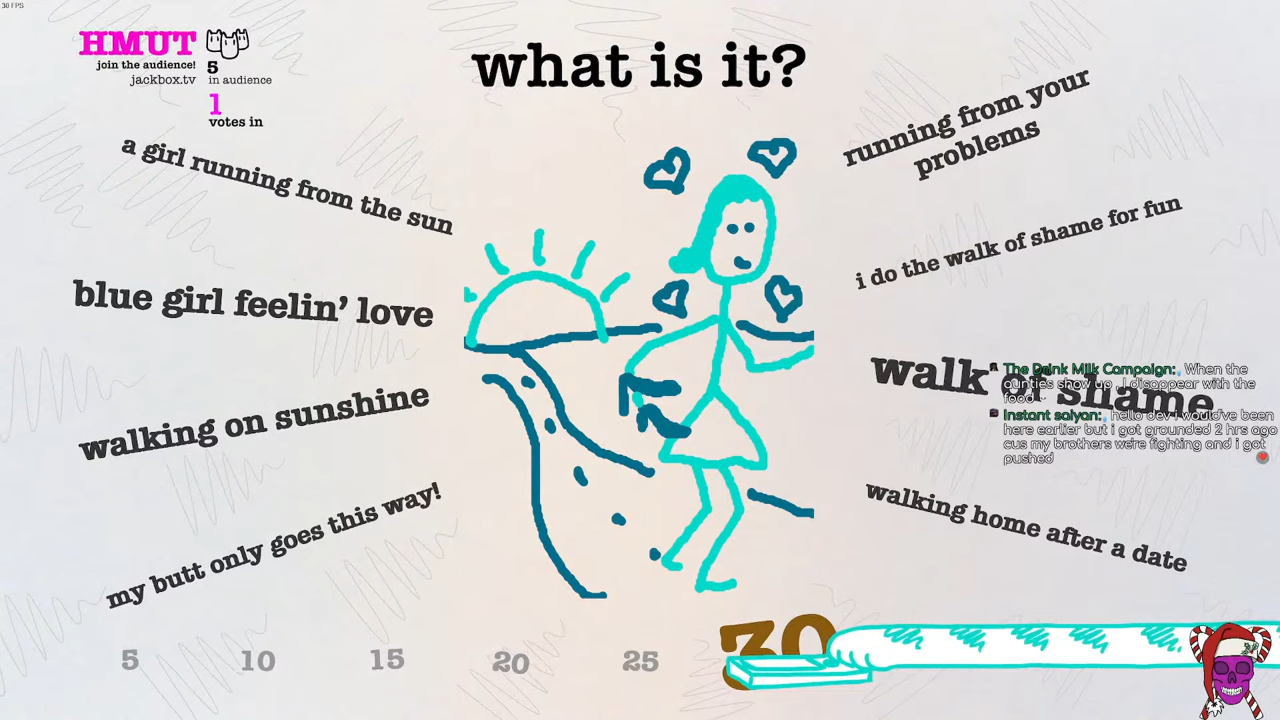 30 FPS
HMUT
join the audience!
jackbox.tv
5
in audience
1
votes in
what is it?
a girl running from the sun
blue girl feelin' love
walking on sunshine
my butt only goes this way!
running from your
problems
i do the walk of shame for fun
walk of shame
The Drink Milk Campaign: When the
aunties show up , I disappear with the
food
Instant saiyan: hello dev i would've been
here earlier but i got grounded 2 hrs ago
cus my brothers were fighting and i got
pushed
walking home after a date
5 10 15 20 25 30